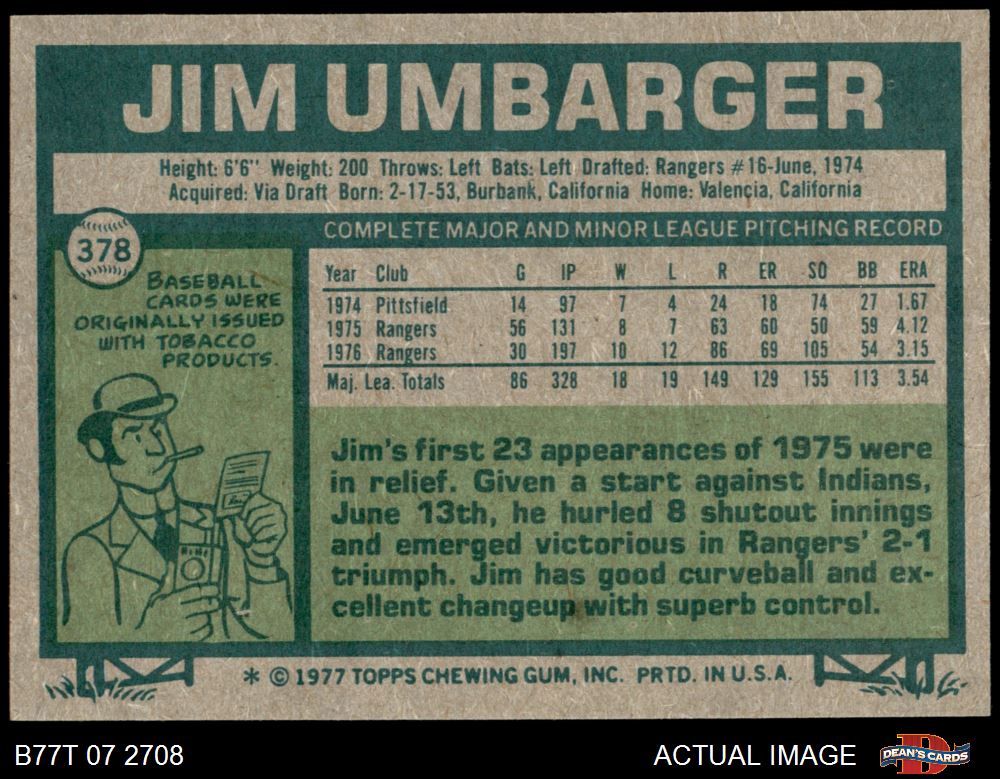 JIM UMBARGER
Height: 6'6" Weight: 200 Throws: Left Bats: Left Drafted: Rangers #16-June, 1974
Acquired: Via Draft Born: 2-17-53, Burbank, California Home: Valencia, California
378
BASEBALL
CARDS WERE
ORIGINALLY ISSUED
WITH TOBACCO
PRODUCTS.
COMPLETE MAJOR AND MINOR LEAGUE PITCHING RECORD
Year Club G IP W L R ER SO BB ERA
1974 Pittsfield 14 97 7 4 24 18 74 27 1.67
1975 Rangers 56 131 8 7 63 60 50 59 4.12
1976 Rangers 30 197 10 12 86 69 105 54 3.15
Maj. Lea. Totals 86 328 18 19 149 129 155 113 3.54
Jim's first 23 appearances of 1975 were
in relief. Given a start against Indians,
June 13th, he hurled 8 shutout innings
and emerged victorious in Rangers' 2-1
triumph. Jim has good curveball and ex-
cellent changeup with superb control.
* © 1977 TOPPS CHEWING GUM, INC. PRTD. IN U.S.A.
B77T 07 2708
ACTUAL IMAGE
DEAN'S CARDS